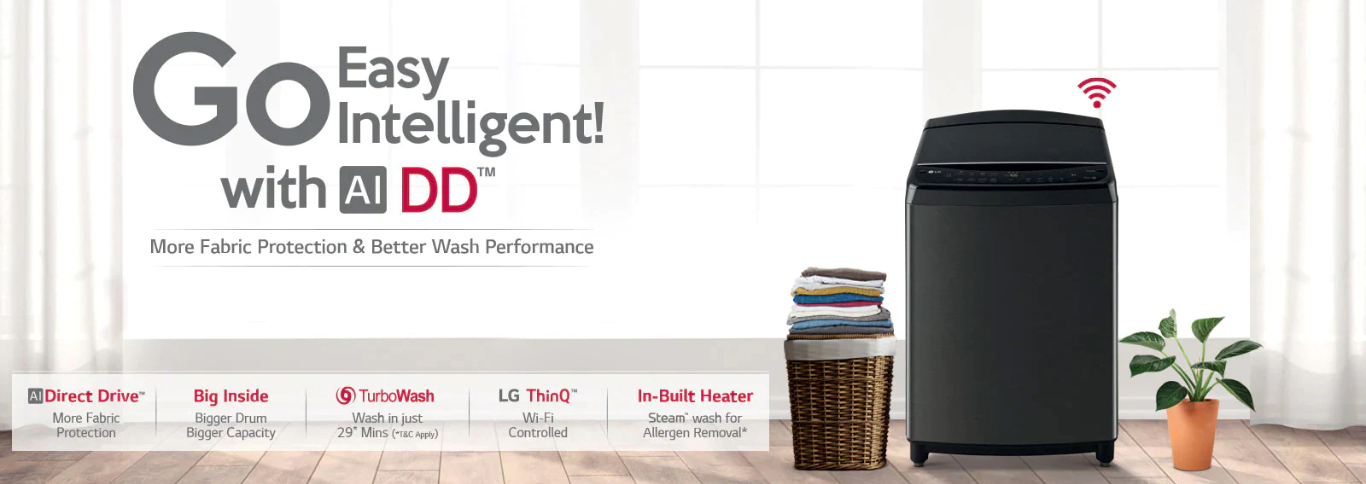 Go Easy
Intelligent!
with AI DD™
More Fabric Protection & Better Wash Performance
AI Direct Drive™
More Fabric
Protection
Big Inside
Bigger Drum
Bigger Capacity
TurboWash
Wash in just
29" Mins (*T&C Apply)
LG ThinQ™
Wi-Fi
Controlled
In-Built Heater
Steam™ wash for
Allergen Removal*
LG